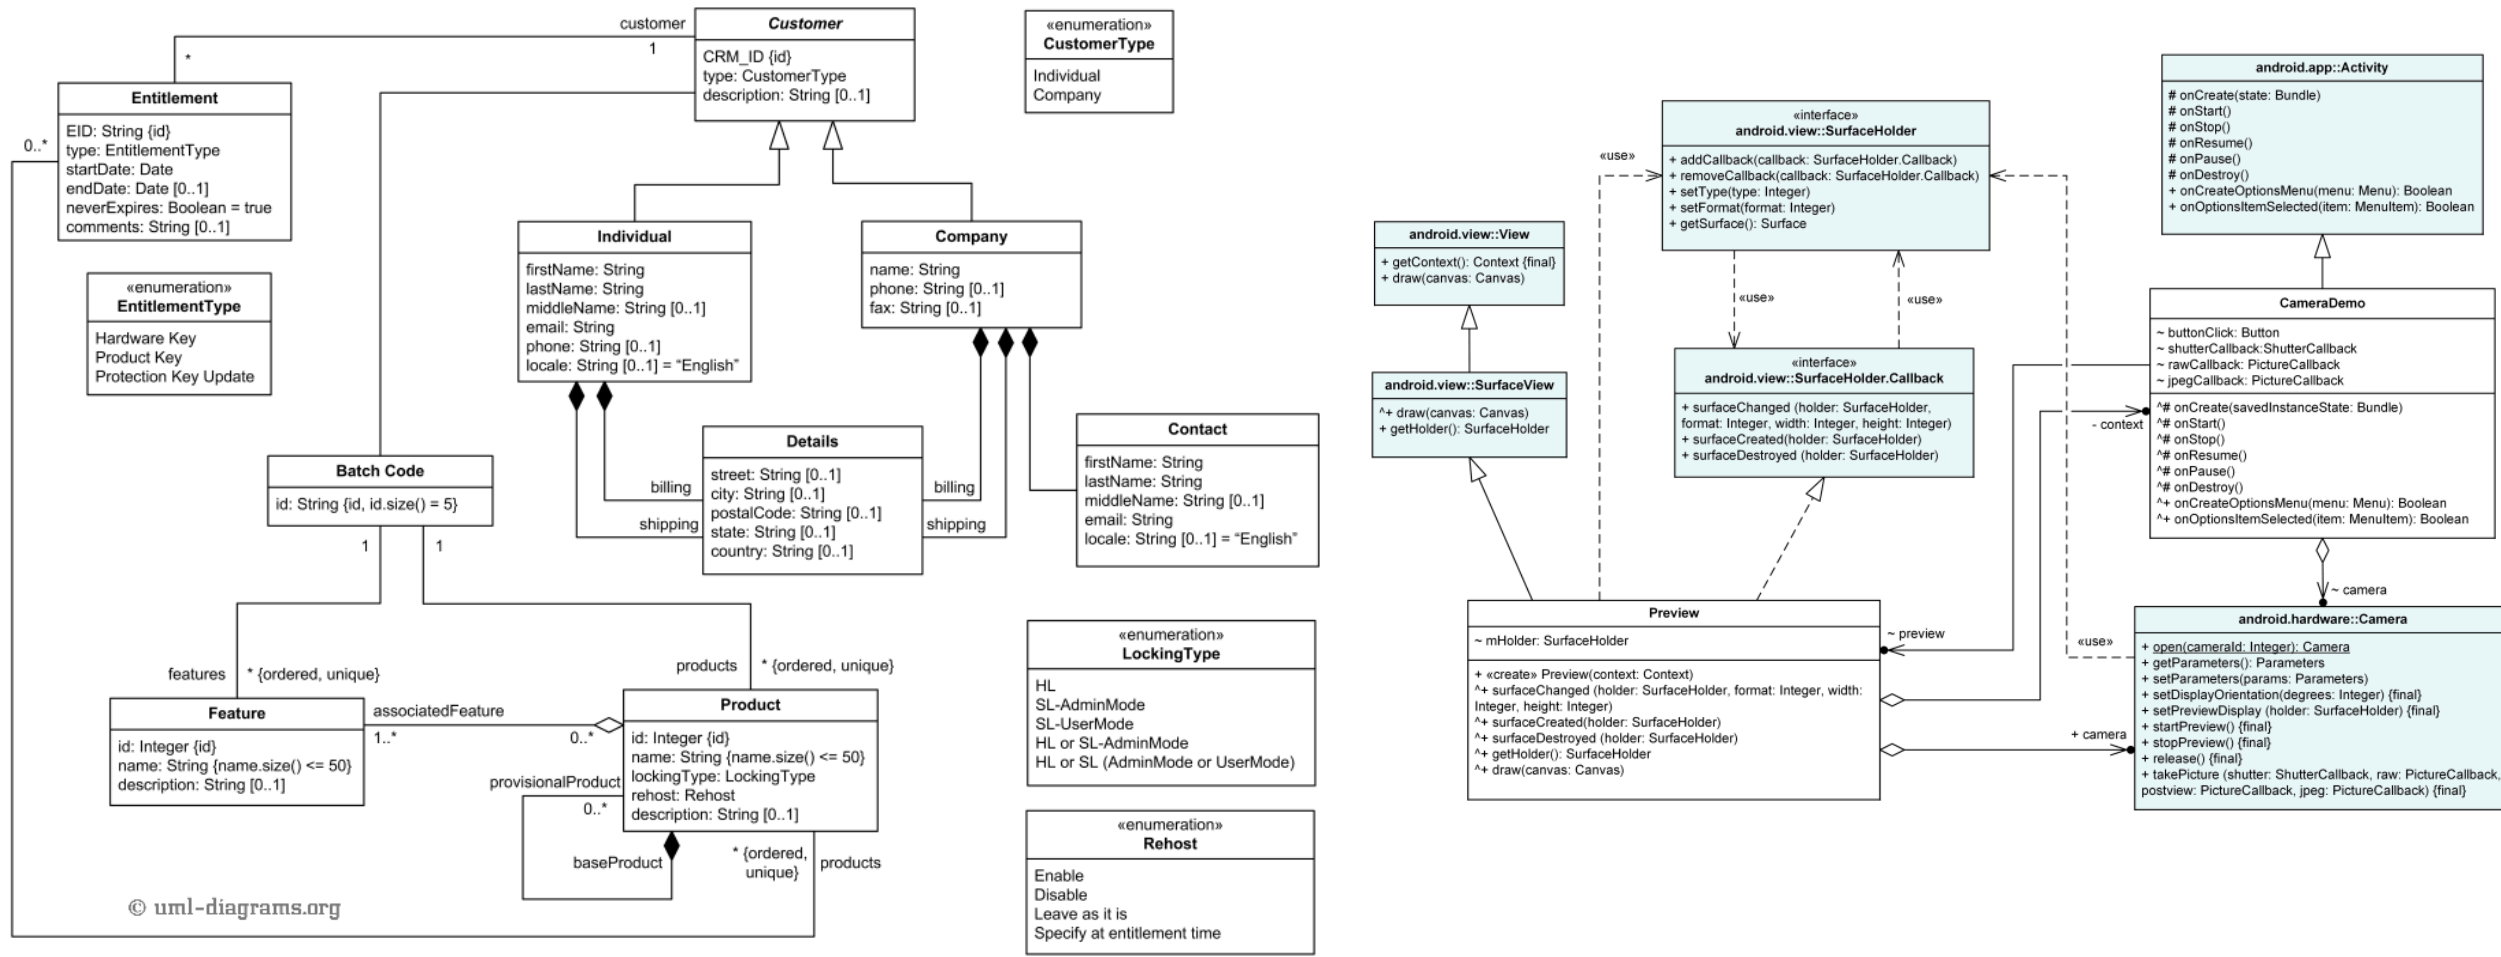 customer
1
*
Customer
CRM_ID {id}
type: CustomerType
description: String [0..1]
«enumeration»
CustomerType
Individual
Company
Entitlement
EID: String {id}
type: EntitlementType
startDate: Date
endDate: Date [0..1]
neverExpires: Boolean = true
comments: String [0..1]
0..*
«enumeration»
EntitlementType
Hardware Key
Product Key
Protection Key Update
Individual
firstName: String
lastName: String
middleName: String [0..1]
email: String
phone: String [0..1]
locale: String [0..1] = “English”
Company
name: String
phone: String [0..1]
fax: String [0..1]
Details
street: String [0..1]
city: String [0..1]
postalCode: String [0..1]
state: String [0..1]
country: String [0..1]
billing
shipping
billing
shipping
Contact
firstName: String
lastName: String
middleName: String [0..1]
email: String
locale: String [0..1] = “English”
Batch Code
id: String {id, id.size() = 5}
1
1
features
* {ordered, unique}
products
* {ordered, unique}
Feature
id: Integer {id}
name: String {name.size() <= 50}
description: String [0..1]
associatedFeature
1..*
0..*
Product
id: Integer {id}
name: String {name.size() <= 50}
lockingType: LockingType
rehost: Rehost
description: String [0..1]
provisionalProduct
0..*
baseProduct
* {ordered,
unique}
products
«enumeration»
LockingType
HL
SL-AdminMode
SL-UserMode
HL or SL-AdminMode
HL or SL (AdminMode or UserMode)
«enumeration»
Rehost
Enable
Disable
Leave as it is
Specify at entitlement time
© uml-diagrams.org
android.view::View
+ getContext(): Context {final}
+ draw(canvas: Canvas)
android.view::SurfaceView
^+ draw(canvas: Canvas)
+ getHolder(): SurfaceHolder
«use»
«interface»
android.view::SurfaceHolder
+ addCallback(callback: SurfaceHolder.Callback)
+ removeCallback(callback: SurfaceHolder.Callback)
+ setType(type: Integer)
+ setFormat(format: Integer)
+ getSurface(): Surface
«use»
«use»
«interface»
android.view::SurfaceHolder.Callback
+ surfaceChanged (holder: SurfaceHolder,
format: Integer, width: Integer, height: Integer)
+ surfaceCreated(holder: SurfaceHolder)
+ surfaceDestroyed (holder: SurfaceHolder)
android.app::Activity
# onCreate(state: Bundle)
# onStart()
# onStop()
# onResume()
# onPause()
# onDestroy()
+ onCreateOptionsMenu(menu: Menu): Boolean
+ onOptionsItemSelected(item: MenuItem): Boolean
CameraDemo
~ buttonClick: Button
~ shutterCallback:ShutterCallback
~ rawCallback: PictureCallback
~ jpegCallback: PictureCallback
^# onCreate(savedInstanceState: Bundle)
^# onStart()
^# onStop()
^# onResume()
^# onPause()
^# onDestroy()
^+ onCreateOptionsMenu(menu: Menu): Boolean
^+ onOptionsItemSelected(item: MenuItem): Boolean
- context
~ camera
Preview
~ mHolder: SurfaceHolder
+ «create» Preview(context: Context)
^+ surfaceChanged (holder: SurfaceHolder, format: Integer, width:
Integer, height: Integer)
^+ surfaceCreated(holder: SurfaceHolder)
^+ surfaceDestroyed (holder: SurfaceHolder)
^+ getHolder(): SurfaceHolder
^+ draw(canvas: Canvas)
~ preview
«use»
+ camera
android.hardware::Camera
+ open(cameraId: Integer): Camera
+ getParameters(): Parameters
+ setParameters(params: Parameters)
+ setDisplayOrientation(degrees: Integer) {final}
+ setPreviewDisplay (holder: SurfaceHolder) {final}
+ startPreview() {final}
+ stopPreview() {final}
+ release() {final}
+ takePicture (shutter: ShutterCallback, raw: PictureCallback,
postview: PictureCallback, jpeg: PictureCallback) {final}